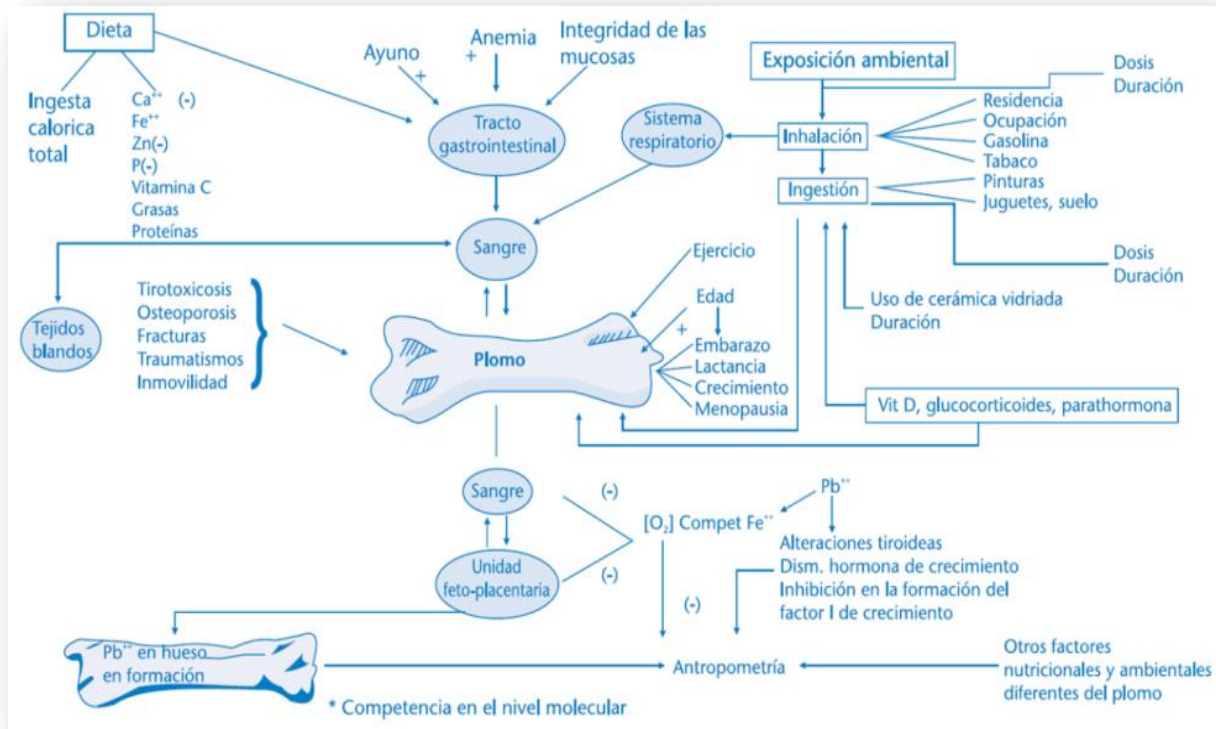 Dieta
Ingesta
calorica
total
Ca⁺⁺ (-)
Fe⁺⁺
Zn(-)
P(-)
Vitamina C
Grasas
Proteínas
Ayuno
+
Anemia
+
Integridad de las
mucosas
Tracto
gastrointestinal
Sistema
respiratorio
Exposición ambiental
Inhalación
Ingestión
Dosis
Duración
Residencia
Ocupación
Gasolina
Tabaco
Pinturas
Juguetes, suelo
Dosis
Duración
Uso de cerámica vidriada
Duración
Sangre
Tejidos
blandos
Tirotoxicosis
Osteoporosis
Fracturas
Traumatismos
Inmovilidad
Plomo
Ejercicio
Edad
+
Embarazo
Lactancia
Crecimiento
Menopausia
Vit D, glucocorticoides, parathormona
Sangre
Unidad
feto-placentaria
(-)
(-)
[O₂] Compet Fe⁺⁺
(-)
Pb⁺⁺
Alteraciones tiroideas
Dism. hormona de crecimiento
Inhibición en la formación del
factor I de crecimiento
Pb⁺⁺ en hueso
en formación
Antropometría
Otros factores
nutricionales y ambientales
diferentes del plomo
* Competencia en el nivel molecular